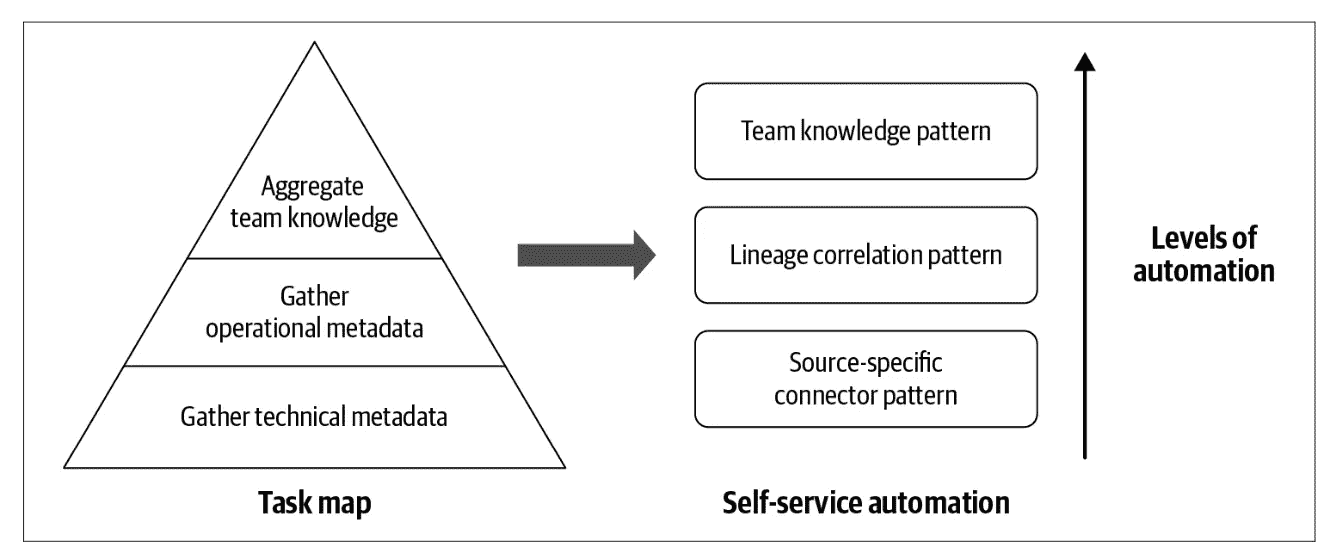 Aggregate
team knowledge
Gather
operational metadata
Gather technical metadata
Task map
Team knowledge pattern
Lineage correlation pattern
Source-specific
connector pattern
Self-service automation
Levels of
automation